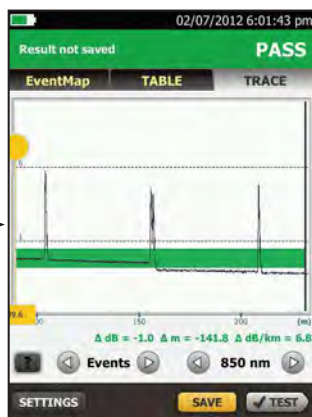 02/07/2012 6:01:43 pm
Result not saved PASS
EventMap TABLE TRACE
150 200 (m)
Δ dB = -1.0 Δ m = -141.8 Δ dB/km = 6.8
? Events 850 nm
SETTINGS SAVE TEST